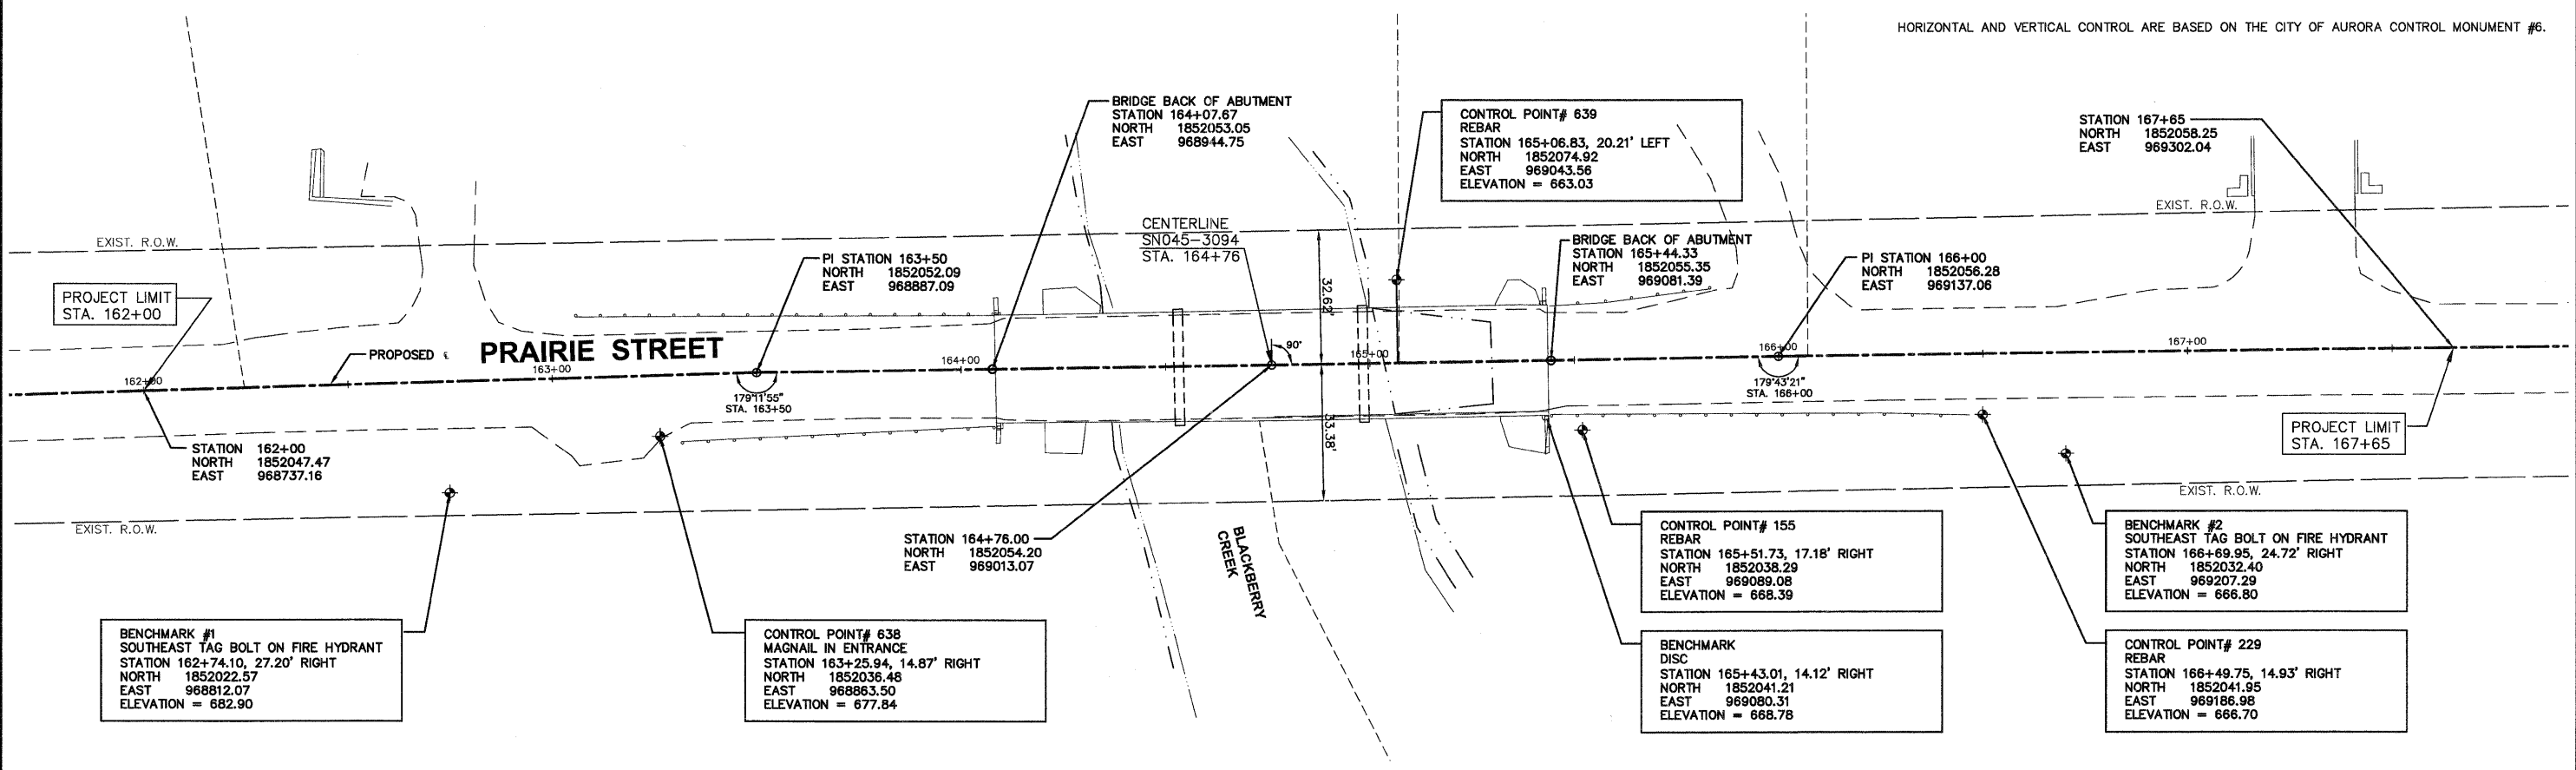 HORIZONTAL AND VERTICAL CONTROL ARE BASED ON THE CITY OF AURORA CONTROL MONUMENT #6.
BRIDGE BACK OF ABUTMENT
STATION 164+07.67
NORTH 1852053.05
EAST 968944.75
CONTROL POINT# 639
REBAR
STATION 165+06.83, 20.21' LEFT
NORTH 1852074.92
EAST 969043.56
ELEVATION = 663.03
STATION 167+65
NORTH 1852058.25
EAST 969302.04
EXIST. R.O.W.
EXIST. R.O.W.
CENTERLINE
SN045-3094
STA. 164+76
PI STATION 163+50
NORTH 1852052.09
EAST 968887.09
BRIDGE BACK OF ABUTMENT
STATION 165+44.33
NORTH 1852055.35
EAST 969081.39
PI STATION 166+00
NORTH 1852056.28
EAST 969137.06
PROJECT LIMIT
STA. 162+00
32.62'
PROPOSED ℄
PRAIRIE STREET
90°
162+00
163+00
164+00
165+00
166+00
167+00
179°11'55"
STA. 163+50
179°43'21"
STA. 166+00
33.38'
PROJECT LIMIT
STA. 167+65
STATION 162+00
NORTH 1852047.47
EAST 968737.16
EXIST. R.O.W.
EXIST. R.O.W.
STATION 164+76.00
NORTH 1852054.20
EAST 969013.07
BLACKBERRY
CREEK
CONTROL POINT# 155
REBAR
STATION 165+51.73, 17.18' RIGHT
NORTH 1852038.29
EAST 969089.08
ELEVATION = 668.39
BENCHMARK #2
SOUTHEAST TAG BOLT ON FIRE HYDRANT
STATION 166+69.95, 24.72' RIGHT
NORTH 1852032.40
EAST 969207.29
ELEVATION = 666.80
BENCHMARK #1
SOUTHEAST TAG BOLT ON FIRE HYDRANT
STATION 162+74.10, 27.20' RIGHT
NORTH 1852022.57
EAST 968812.07
ELEVATION = 682.90
CONTROL POINT# 638
MAGNAIL IN ENTRANCE
STATION 163+25.94, 14.87' RIGHT
NORTH 1852036.48
EAST 968863.50
ELEVATION = 677.84
BENCHMARK
DISC
STATION 165+43.01, 14.12' RIGHT
NORTH 1852041.21
EAST 969080.31
ELEVATION = 668.78
CONTROL POINT# 229
REBAR
STATION 166+49.75, 14.93' RIGHT
NORTH 1852041.95
EAST 969186.98
ELEVATION = 666.70